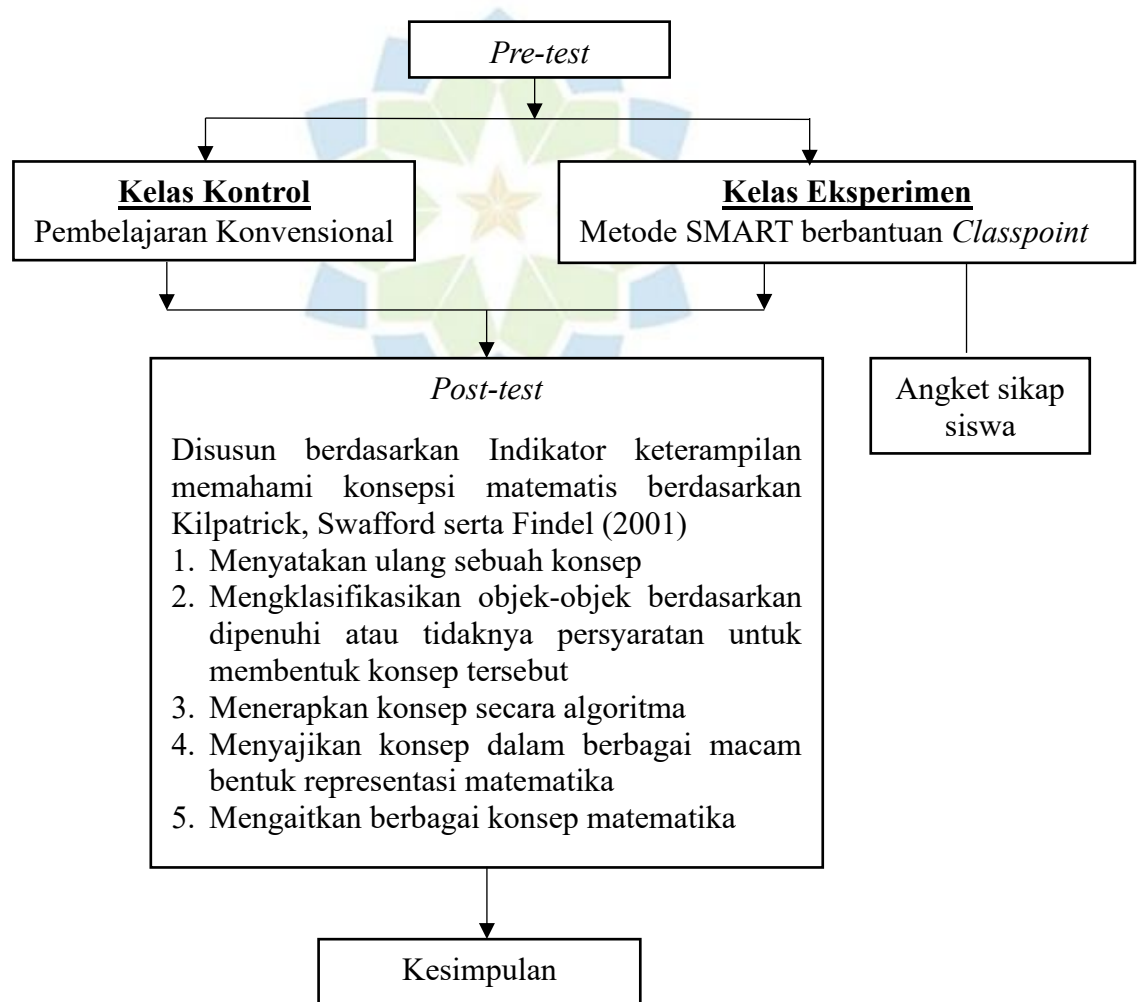 Pre-test
Kelas Kontrol
Pembelajaran Konvensional
Kelas Eksperimen
Metode SMART berbantuan Classpoint
Post-test
Disusun berdasarkan Indikator keterampilan
memahami konsepsi matematis berdasarkan
Kilpatrick, Swafford serta Findel (2001)
1. Menyatakan ulang sebuah konsep
2. Mengklasifikasikan objek-objek berdasarkan
dipenuhi atau tidaknya persyaratan untuk
membentuk konsep tersebut
3. Menerapkan konsep secara algoritma
4. Menyajikan konsep dalam berbagai macam
bentuk representasi matematika
5. Mengaitkan berbagai konsep matematika
Angket sikap
siswa
Kesimpulan